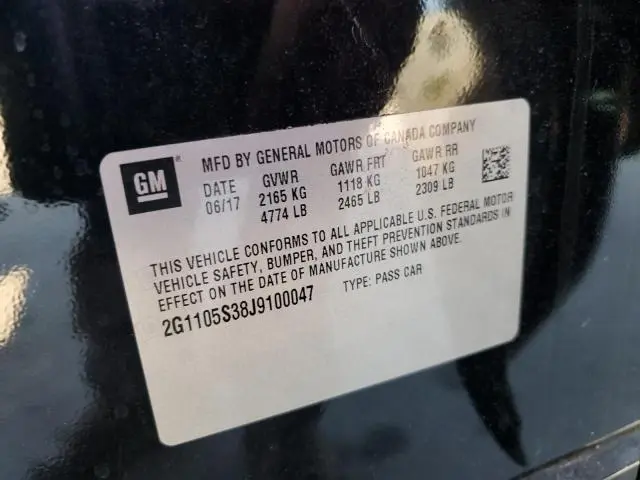 GM
MFD BY GENERAL MOTORS OF CANADA COMPANY
DATE GVWR GAWR FRT GAWR RR
06/17 2165 KG 1118 KG 1047 KG
4774 LB 2465 LB 2309 LB
THIS VEHICLE CONFORMS TO ALL APPLICABLE U.S. FEDERAL MOTOR
VEHICLE SAFETY, BUMPER, AND THEFT PREVENTION STANDARDS IN
EFFECT ON THE DATE OF MANUFACTURE SHOWN ABOVE.
2G1105S38J9100047 TYPE: PASS CAR